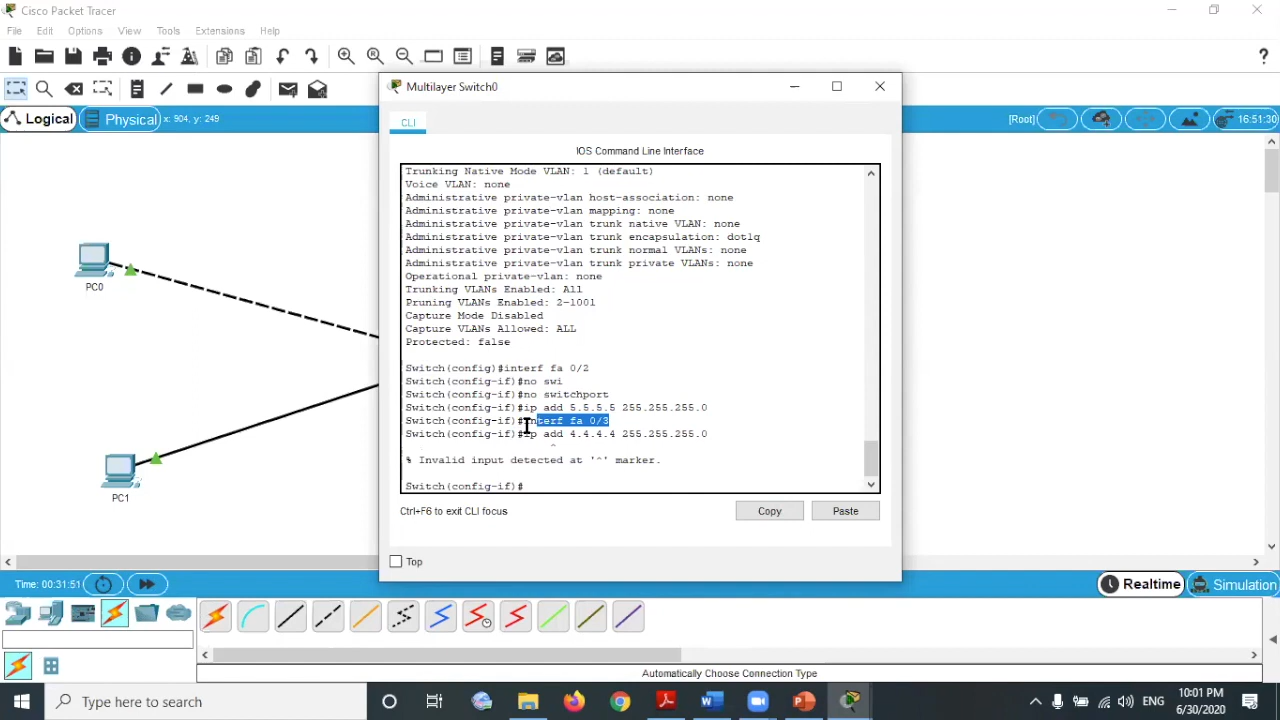 Cisco Packet Tracer
File Edit Options View Tools Extensions Help
Multilayer Switch0
Logical Physical x: 904, y: 249
[Root] 16:51:30
CLI
IOS Command Line Interface
Trunking Native Mode VLAN: 1 (default)
Voice VLAN: none
Administrative private-vlan host-association: none
Administrative private-vlan mapping: none
Administrative private-vlan trunk native VLAN: none
Administrative private-vlan trunk encapsulation: dot1q
Administrative private-vlan trunk normal VLANs: none
Administrative private-vlan trunk private VLANs: none
Operational private-vlan: none
Trunking VLANs Enabled: All
Pruning VLANs Enabled: 2-1001
Capture Mode Disabled
Capture VLANs Allowed: ALL
Protected: false
Switch(config)#interf fa 0/2
Switch(config-if)#no swi
Switch(config-if)#no switchport
Switch(config-if)#ip add 5.5.5.5 255.255.255.0
Switch(config-if)#interf fa 0/3
Switch(config-if)#ip add 4.4.4.4 255.255.255.0
^
% Invalid input detected at '^' marker.
Switch(config-if)#
Ctrl+F6 to exit CLI focus
Copy
Paste
Top
PC0
PC1
Time: 00:31:51
Realtime
Simulation
Automatically Choose Connection Type
Type here to search
ENG
10:01 PM
6/30/2020